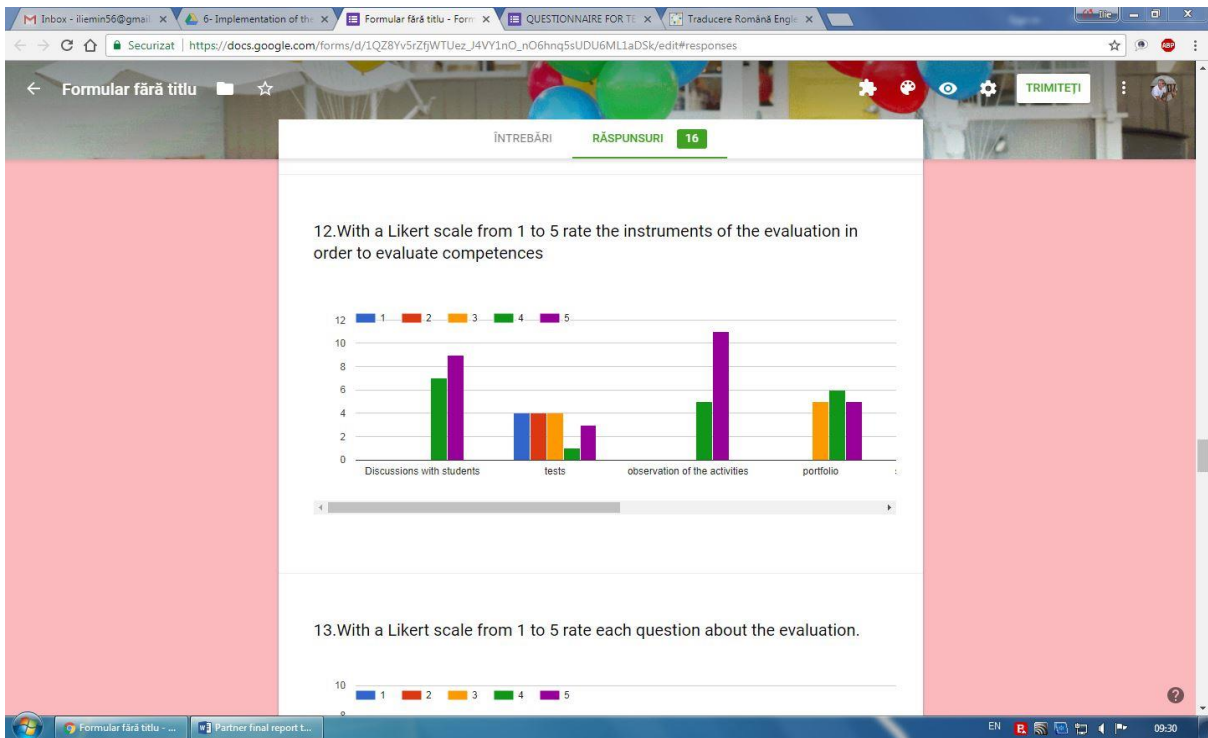 Inbox - iliemin56@gmail.
6- Implementation of the
Formular fără titlu - Form
QUESTIONNAIRE FOR TE
Traducere Română Engle
Ilie
Securizat
https://docs.google.com/forms/d/1QZ8Yv5rZfjWTUez_J4VY1nO_nO6hnq5sUDU6ML1aDSk/edit#responses
ABP
Formular fără titlu
TRIMITEȚI
ÎNTREBĂRI
RĂSPUNSURI 16
12.With a Likert scale from 1 to 5 rate the instruments of the evaluation in
order to evaluate competences
1 2 3 4 5
12
10
8
6
4
2
0
Discussions with students
tests
observation of the activities
portfolio
13.With a Likert scale from 1 to 5 rate each question about the evaluation.
10
1 2 3 4 5
Formular fără titlu - ...
Partner final report t...
EN
09:30